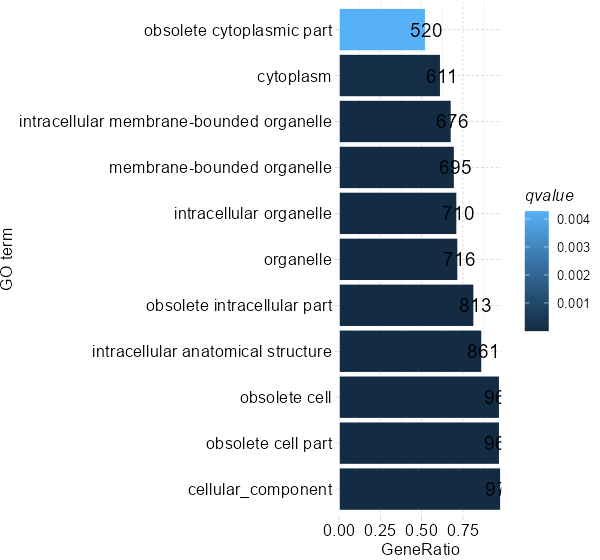 obsolete cytoplasmic part
520
cytoplasm
611
intracellular membrane-bounded organelle
676
membrane-bounded organelle
695
intracellular organelle
710
organelle
716
obsolete intracellular part
813
intracellular anatomical structure
861
obsolete cell
obsolete cell part
cellular_component
GO term
0.00 0.25 0.50 0.75
GeneRatio
qvalue
0.004
0.003
0.002
0.001